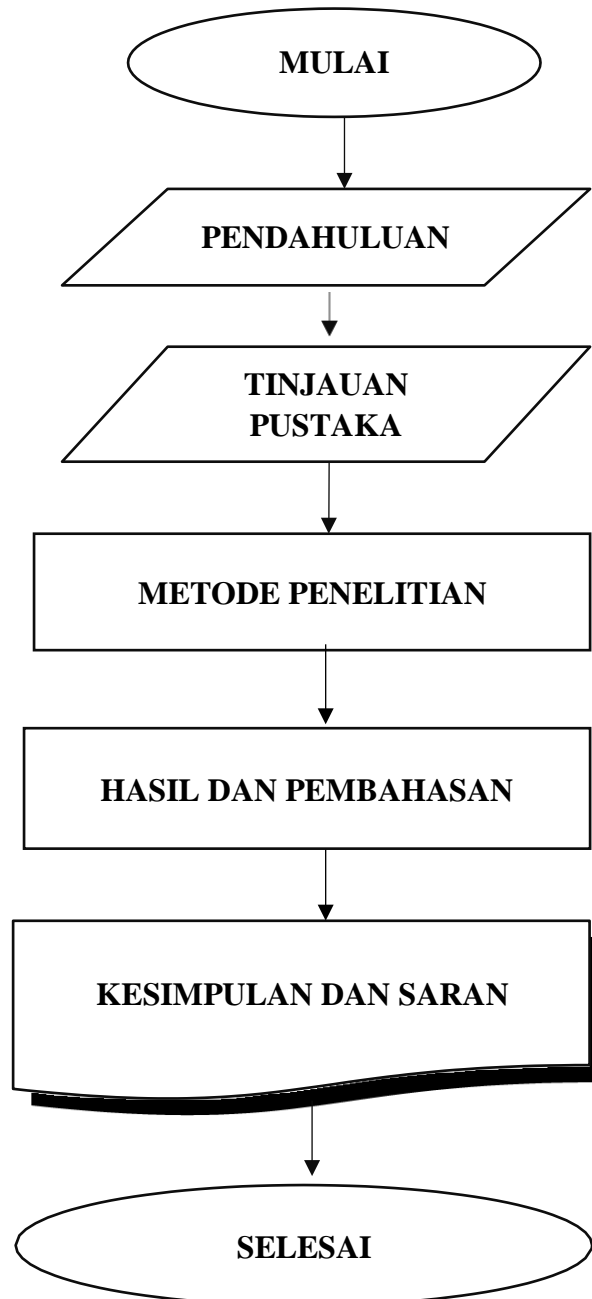 MULAI
PENDAHULUAN
TINJAUAN
PUSTAKA
METODE PENELITIAN
HASIL DAN PEMBAHASAN
KESIMPULAN DAN SARAN
SELESAI